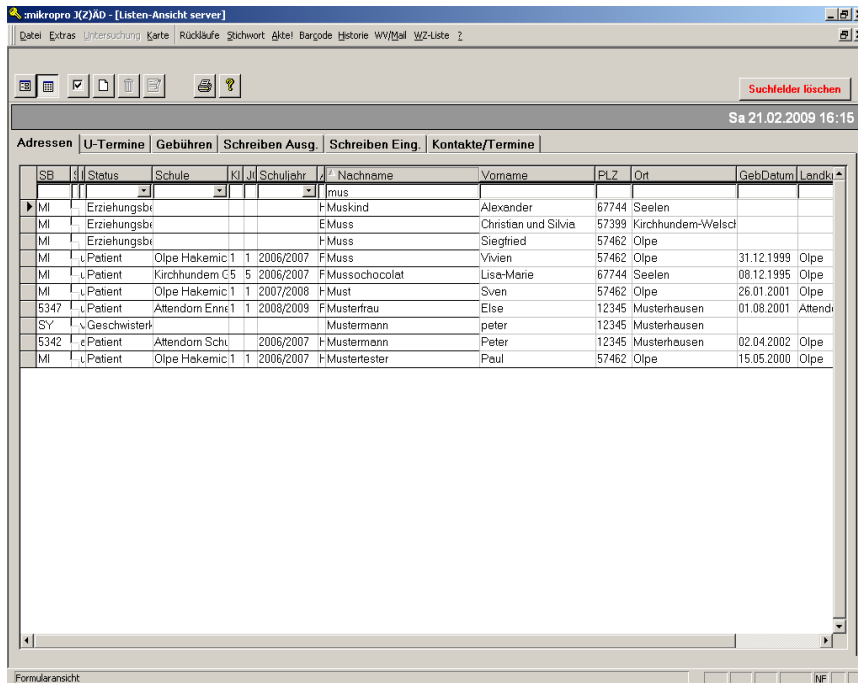 :mikropro J(Z)ÄD - [Listen-Ansicht server]
Datei Extras Untersuchung Karte Rückläufe Stichwort Akte! Barcode Historie WV/Mail WZ-Liste ?
Suchfelder löschen
Sa 21.02.2009 16:15
Adressen U-Termine Gebühren Schreiben Ausg. Schreiben Eing. Kontakte/Termine
SB Status Schule Kl Schuljahr Nachname Vorname PLZ Ort GebDatum
mus
MI Erziehungsbe Muskind Alexander 67744 Seelen
MI Erziehungsbe Muss Christian und Silvia 57399 Kirchhundem-Welsch
MI Erziehungsbe Muss Siegfried 57462 Olpe
MI Patient Olpe Hakemic 1 1 2006/2007 Muss Vivien 57462 Olpe 31.12.1999 Olpe
MI Patient Kirchhundem G 5 5 2006/2007 Mussochocolat Lisa-Marie 67744 Seelen 08.12.1995 Olpe
MI Patient Olpe Hakemic 1 1 2007/2008 Must Sven 57462 Olpe 26.01.2001 Olpe
5347 Patient Attendorn Enne 1 1 2008/2009 Musterfrau Else 12345 Musterhausen 01.08.2001 Attend
SY Geschwister Mustermann peter 12345 Musterhausen
5342 Patient Attendorn Schu 2006/2007 Mustermann Peter 12345 Musterhausen 02.04.2002 Olpe
MI Patient Olpe Hakemic 1 1 2006/2007 Mustertester Paul 57462 Olpe 15.05.2000 Olpe
Formularansicht NF